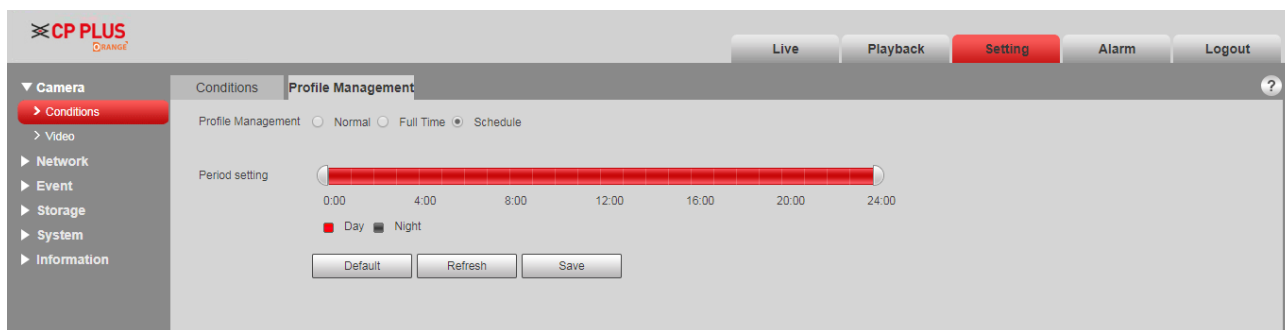 CP PLUS
ORANGE
Live Playback Setting Alarm Logout
Camera
Conditions
Video
Network
Event
Storage
System
Information
Conditions Profile Management
?
Profile Management Normal Full Time Schedule
Period setting
0:00 4:00 8:00 12:00 16:00 20:00 24:00
Day Night
Default Refresh Save